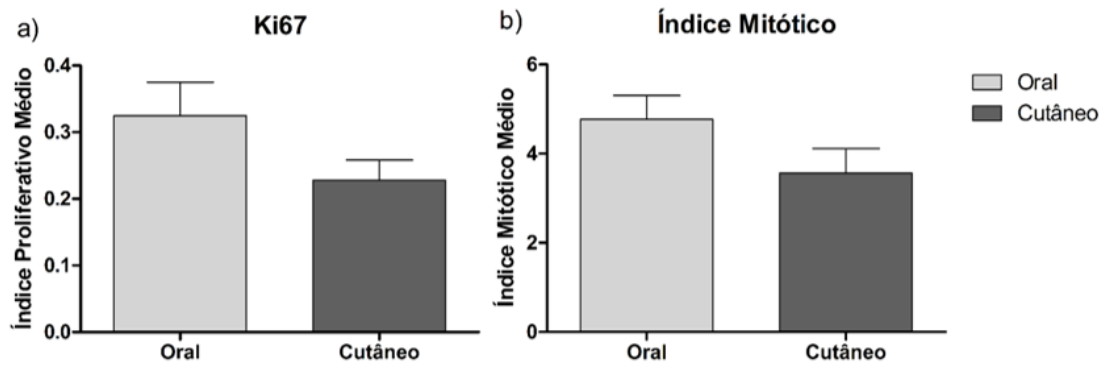 a)
Ki67
Índice Proliferativo Médio
0.4
0.3
0.2
0.1
0.0
Oral
Cutâneo
b)
Índice Mitótico
Índice Mitótico Médio
6
4
2
0
Oral
Cutâneo
Oral
Cutâneo